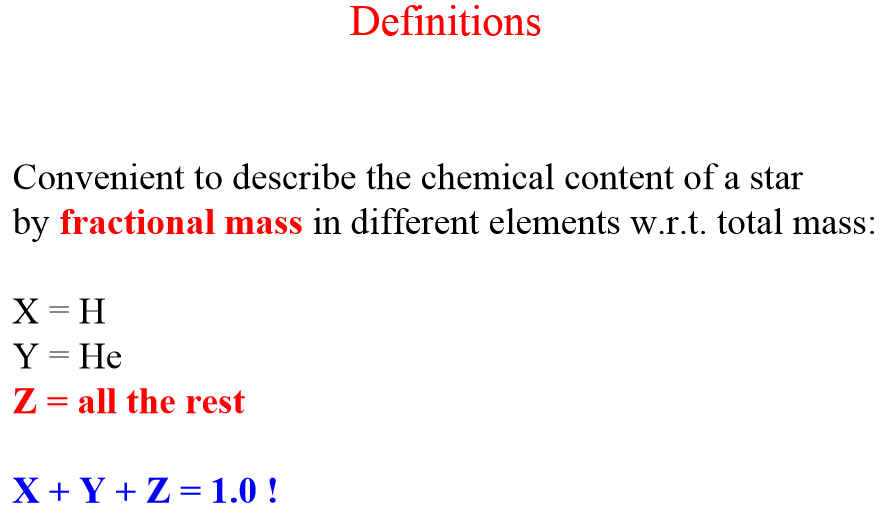 Definitions
Convenient to describe the chemical content of a star
by fractional mass in different elements w.r.t. total mass:
X = H
Y = He
Z = all the rest
X + Y + Z = 1.0 !